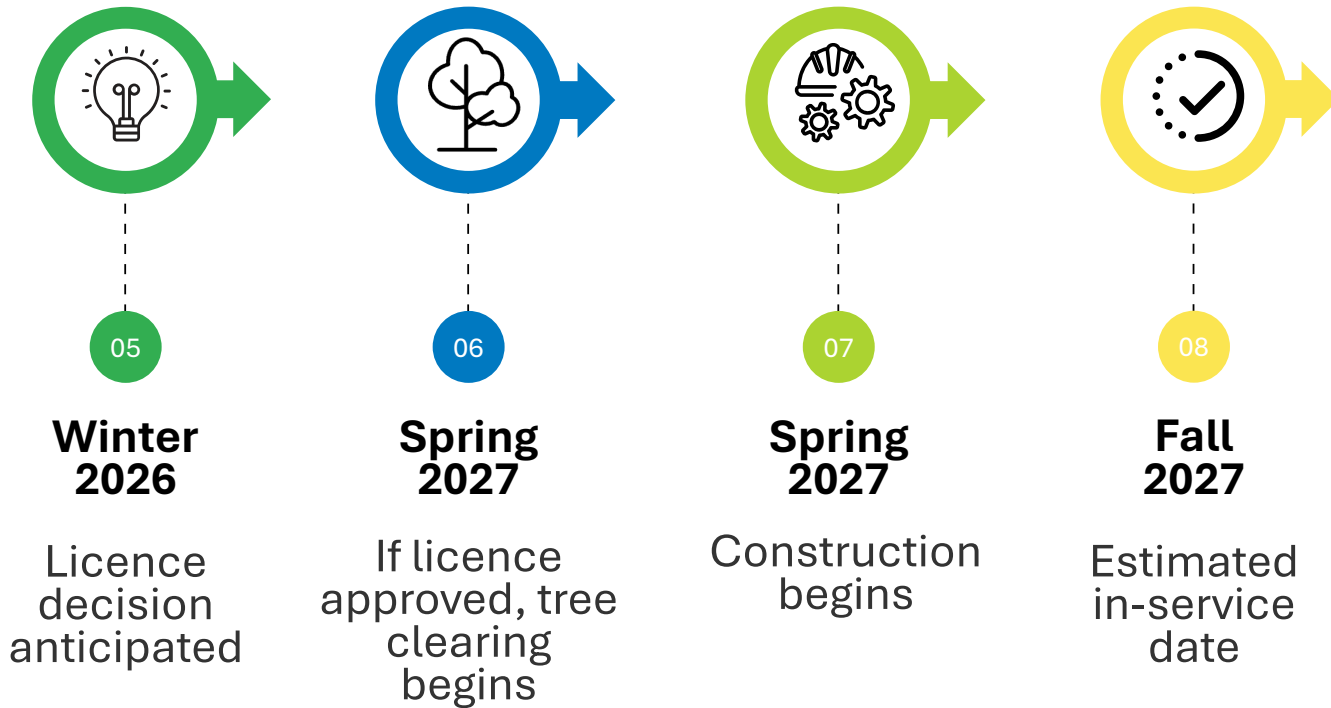 05
Winter
2026
Licence
decision
anticipated
06
Spring
2027
If licence
approved, tree
clearing
begins
07
Spring
2027
Construction
begins
08
Fall
2027
Estimated
in-service
date